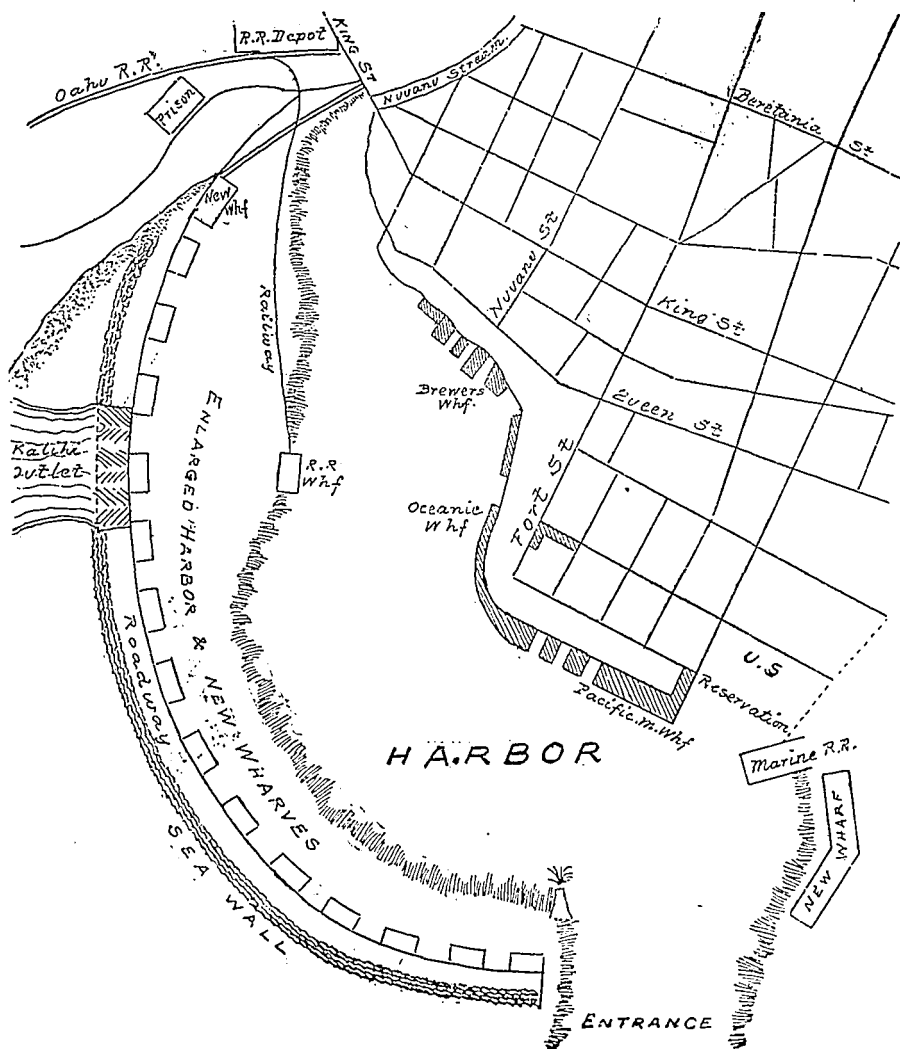 R.R. Depot
KING ST
Oahu R.R.
Prison
Nuuanu Stream.
Beretania
St
New
Whf
Nuuanu St
Railway
King St
Brewers
Whf.
Queen St
ENLARGED HARBOR & NEW WHARVES
Kalihi
Outlet
R.R
Whf
Oceanic
Whf
Fort St
Roadway
U.S
Reservation
Pacific.m.Whf
HARBOR
Marine R.R.
NEW WHARF
SEA WALL
ENTRANCE